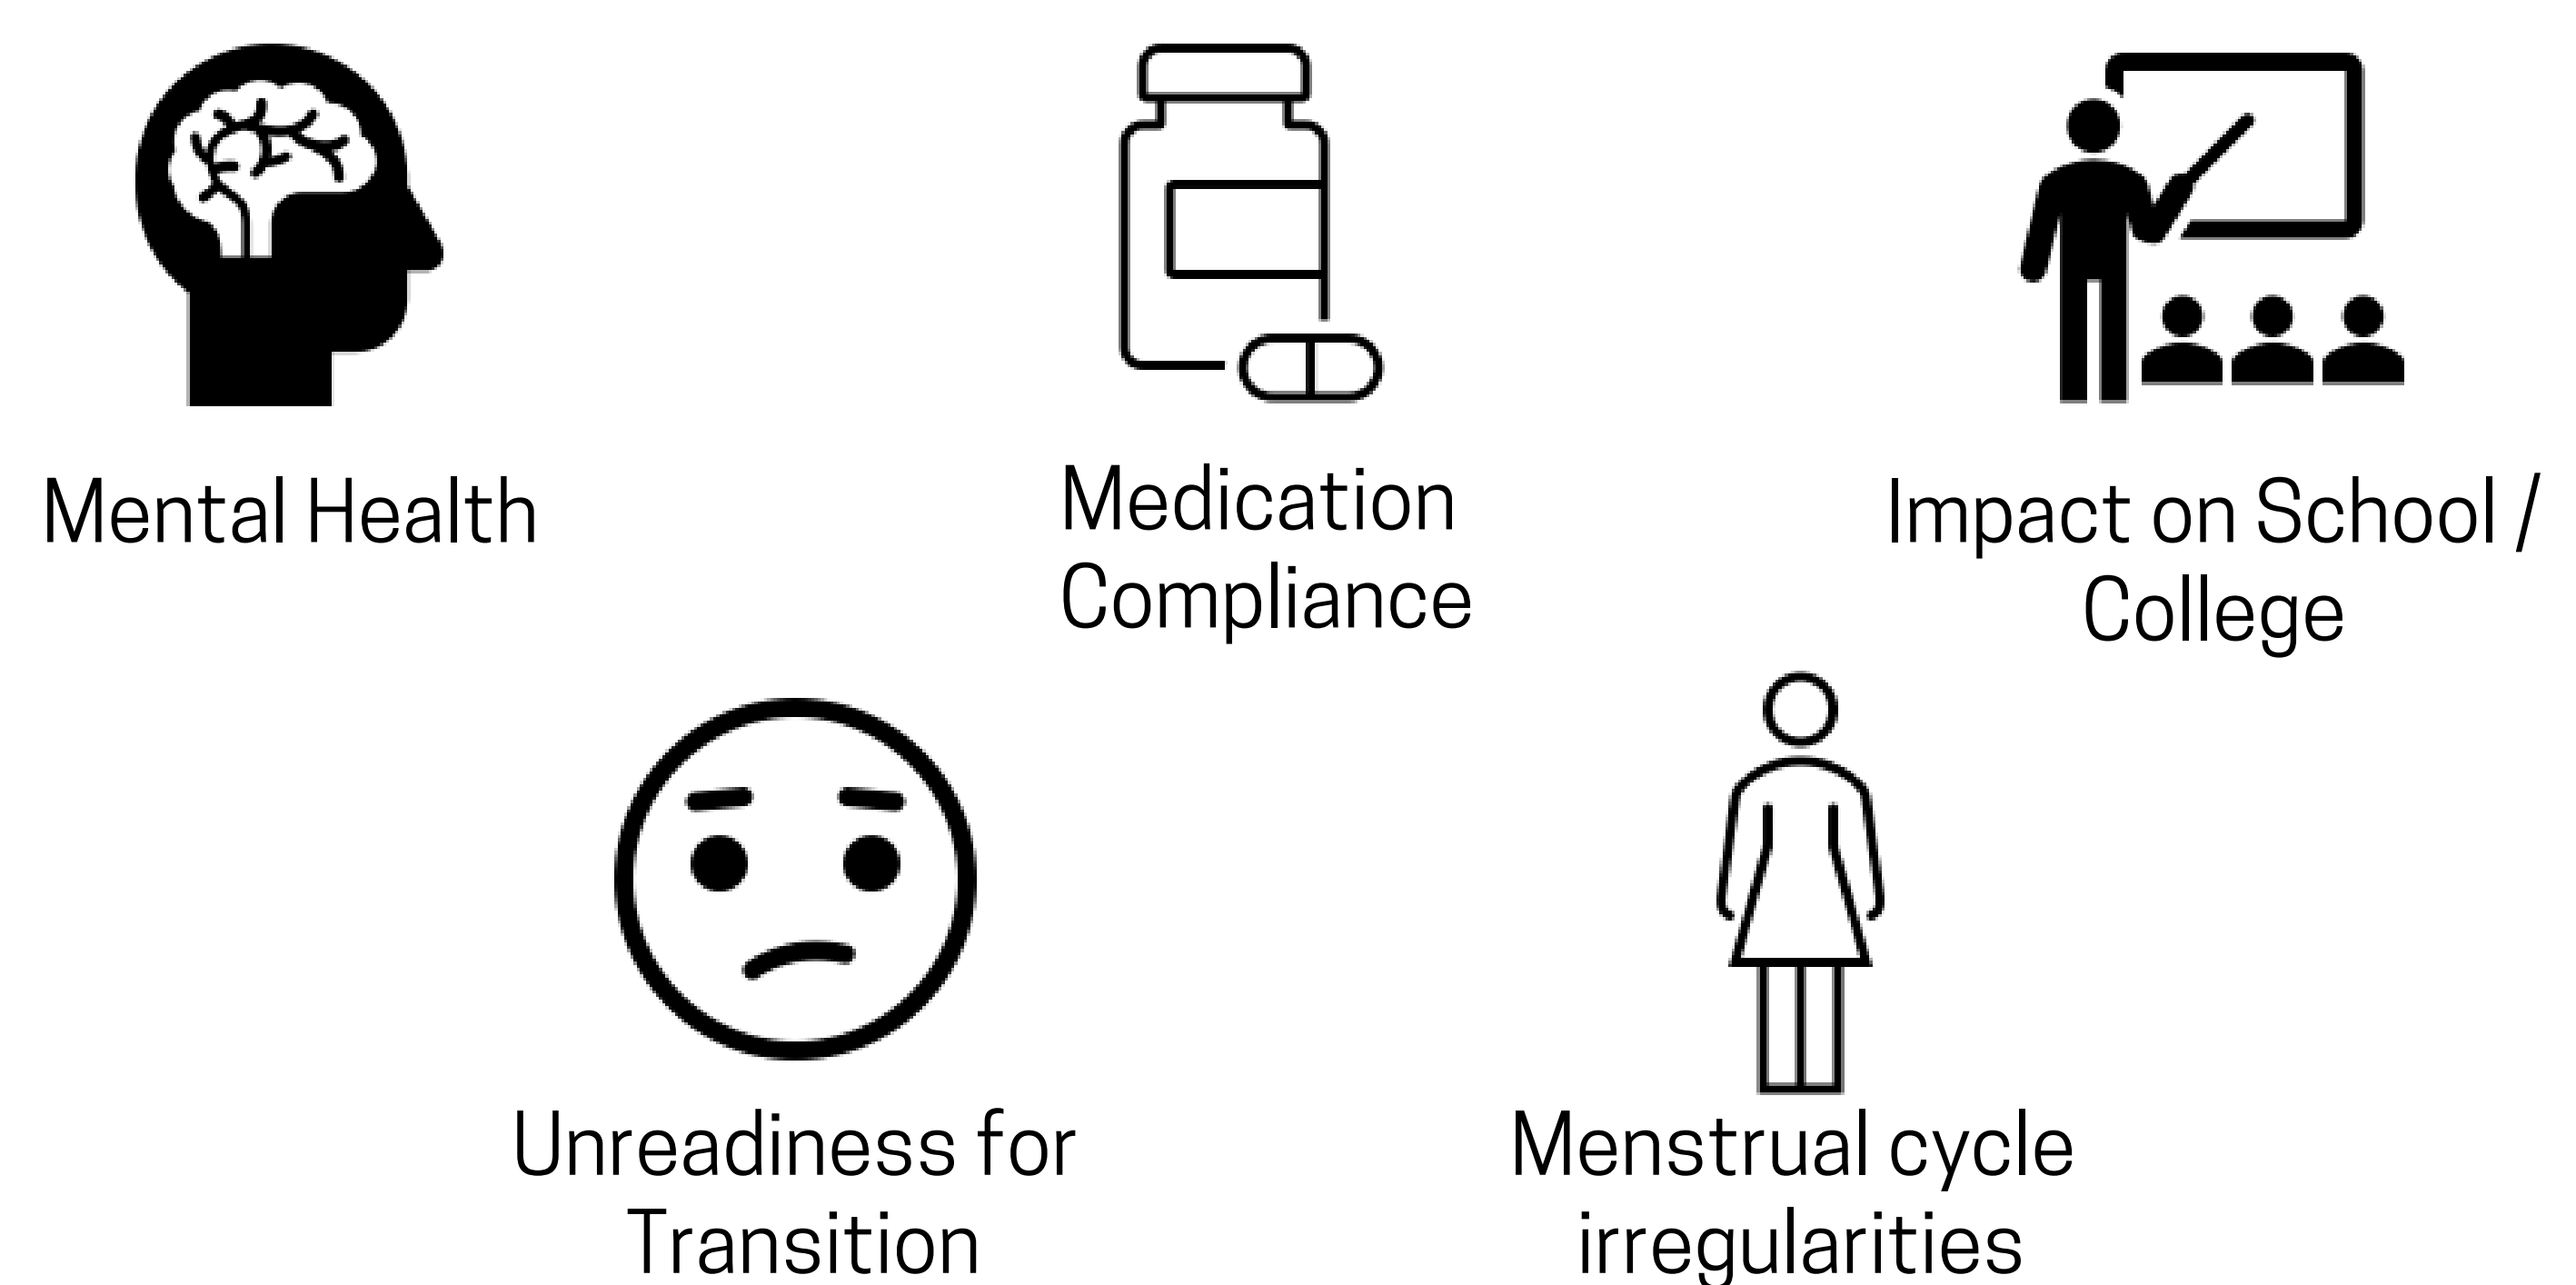 Mental Health
Medication
Compliance
Impact on School /
College
Unreadiness for
Transition
Menstrual cycle
irregularities